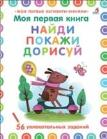 Моя первая книга
НАЙДИ
ПОКАЖИ
ДОРИСУЙ
56 увлекательных заданий